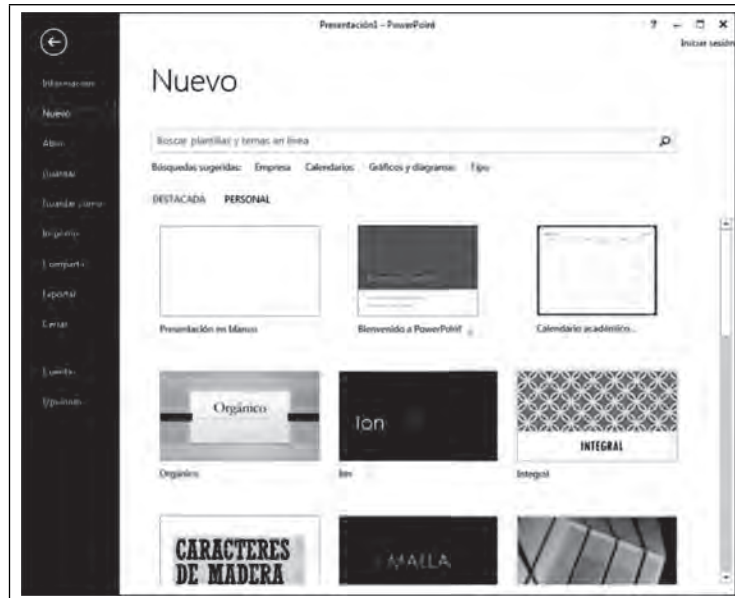 Presentación1 - PowerPoint
? – □ ×
Iniciar sesión
Información
Nuevo
Abrir
Guardar
Guardar como
Imprimir
Compartir
Exportar
Cerrar
Cuenta
Opciones
Nuevo
Buscar plantillas y temas en línea
Búsquedas sugeridas: Empresa Calendarios Gráficos y diagramas Tipo
DESTACADA PERSONAL
Presentación en blanco
Bienvenido a PowerPoint
Calendario académico...
Orgánico
Ion
INTEGRAL
Orgánico
Ion
Integral
CARACTERES
DE MADERA
MALLA